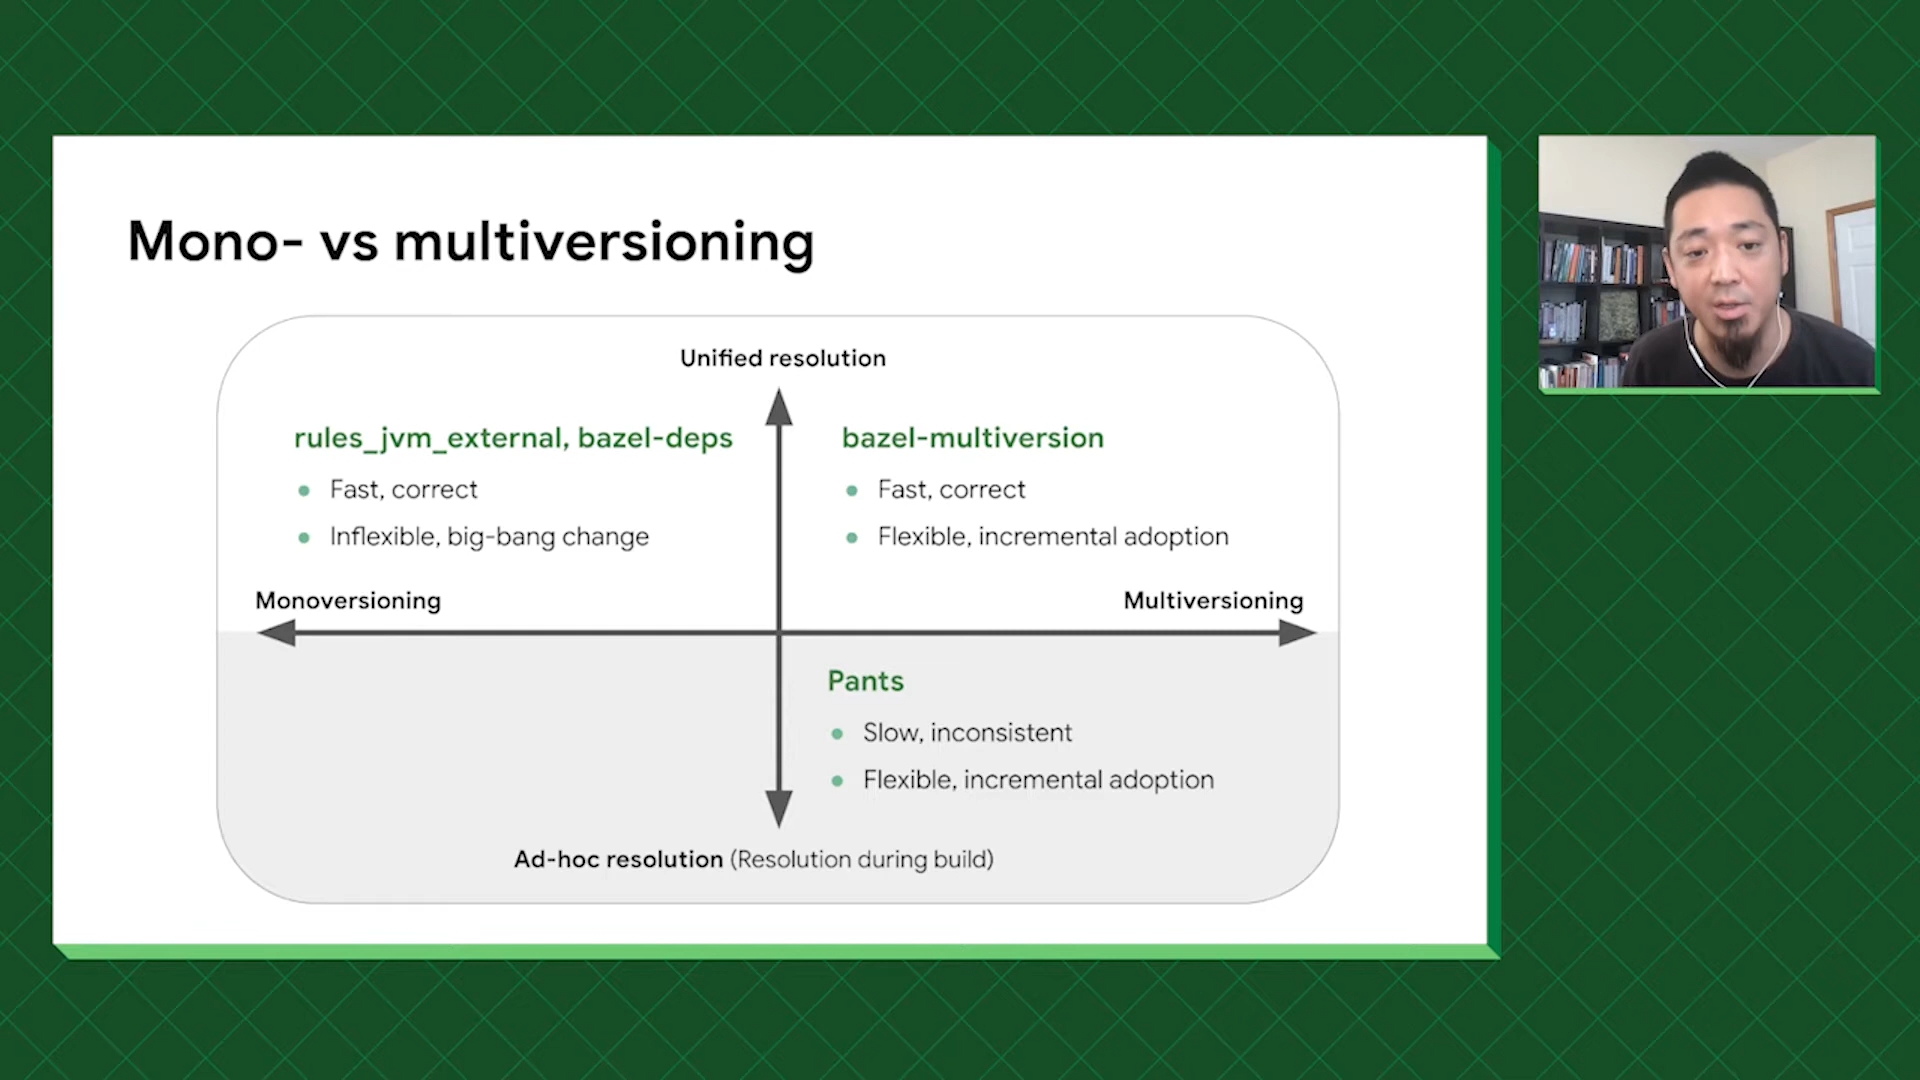 Mono- vs multiversioning
Unified resolution
rules_jvm_external, bazel-deps
Fast, correct
Inflexible, big-bang change
bazel-multiversion
Fast, correct
Flexible, incremental adoption
Monoversioning
Multiversioning
Pants
Slow, inconsistent
Flexible, incremental adoption
Ad-hoc resolution (Resolution during build)